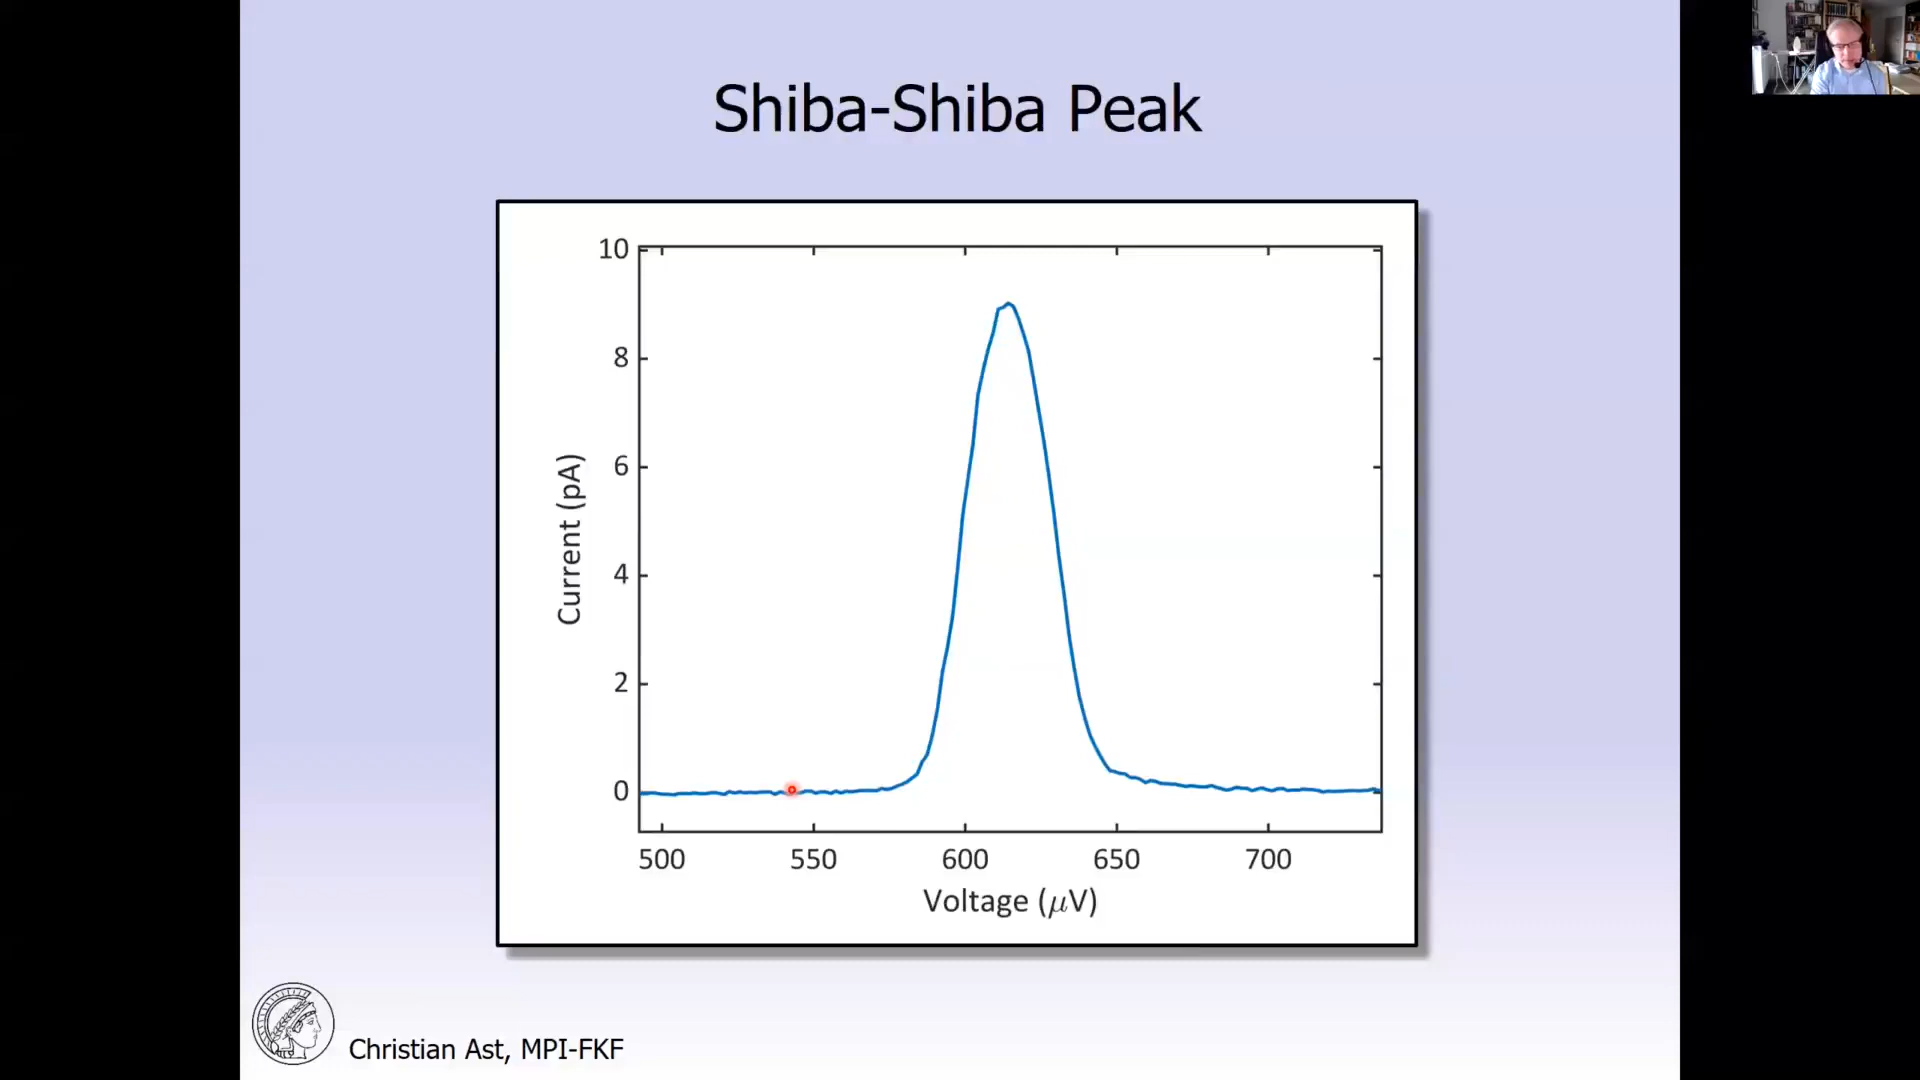 Shiba-Shiba Peak
10
8
6
4
2
0
Current (pA)
500 550 600 650 700
Voltage (μV)
Christian Ast, MPI-FKF